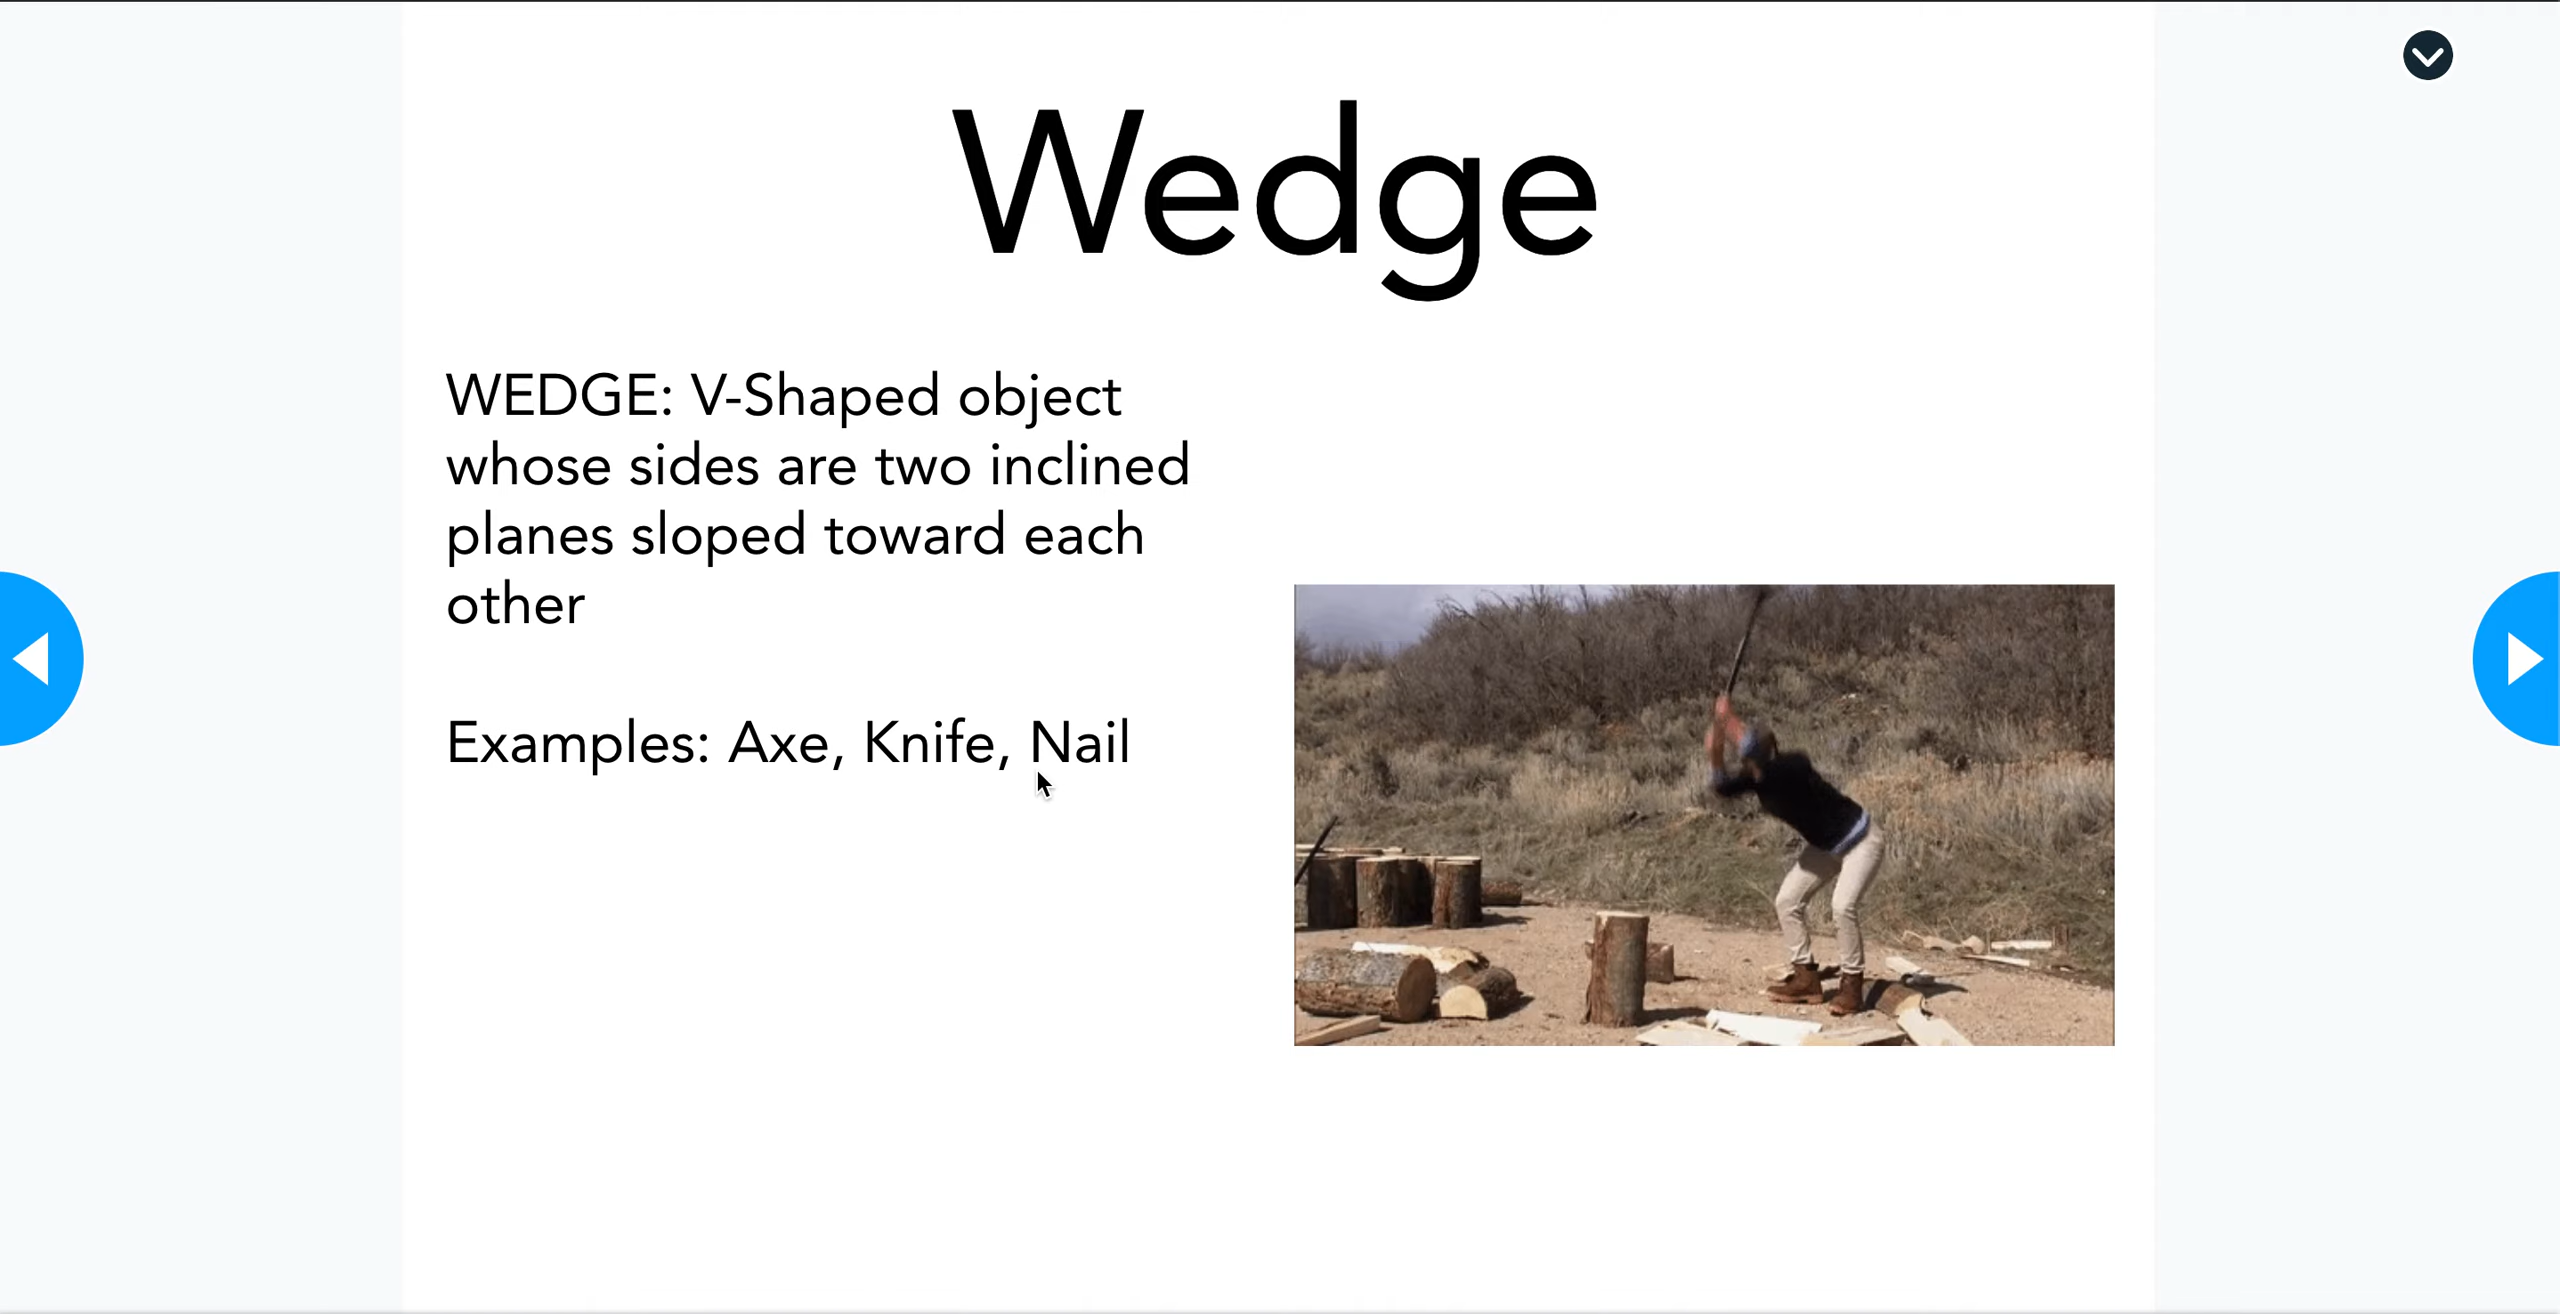 Wedge
WEDGE: V-Shaped object
whose sides are two inclined
planes sloped toward each
other
Examples: Axe, Knife, Nail